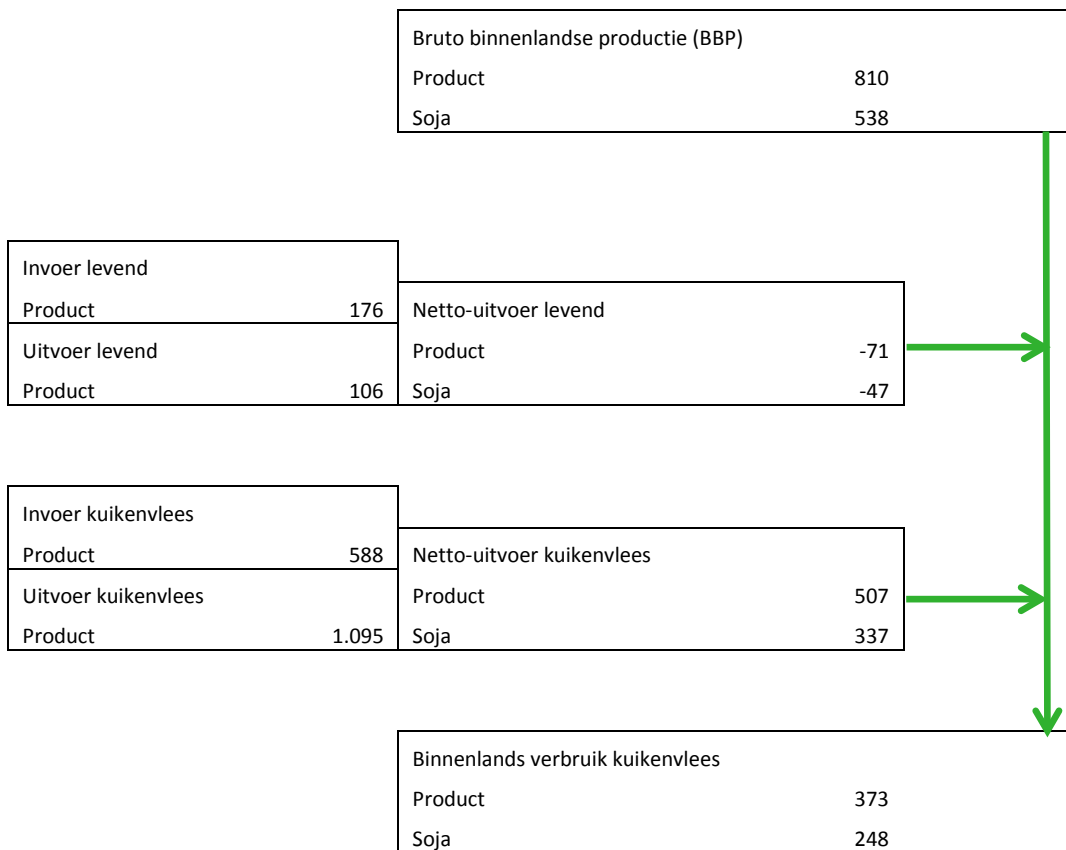 Bruto binnenlandse productie (BBP)
Product 810
Soja 538
Invoer levend
Product 176
Uitvoer levend
Product 106
Netto-uitvoer levend
Product -71
Soja -47
Invoer kuikenvlees
Product 588
Uitvoer kuikenvlees
Product 1.095
Netto-uitvoer kuikenvlees
Product 507
Soja 337
Binnenlands verbruik kuikenvlees
Product 373
Soja 248